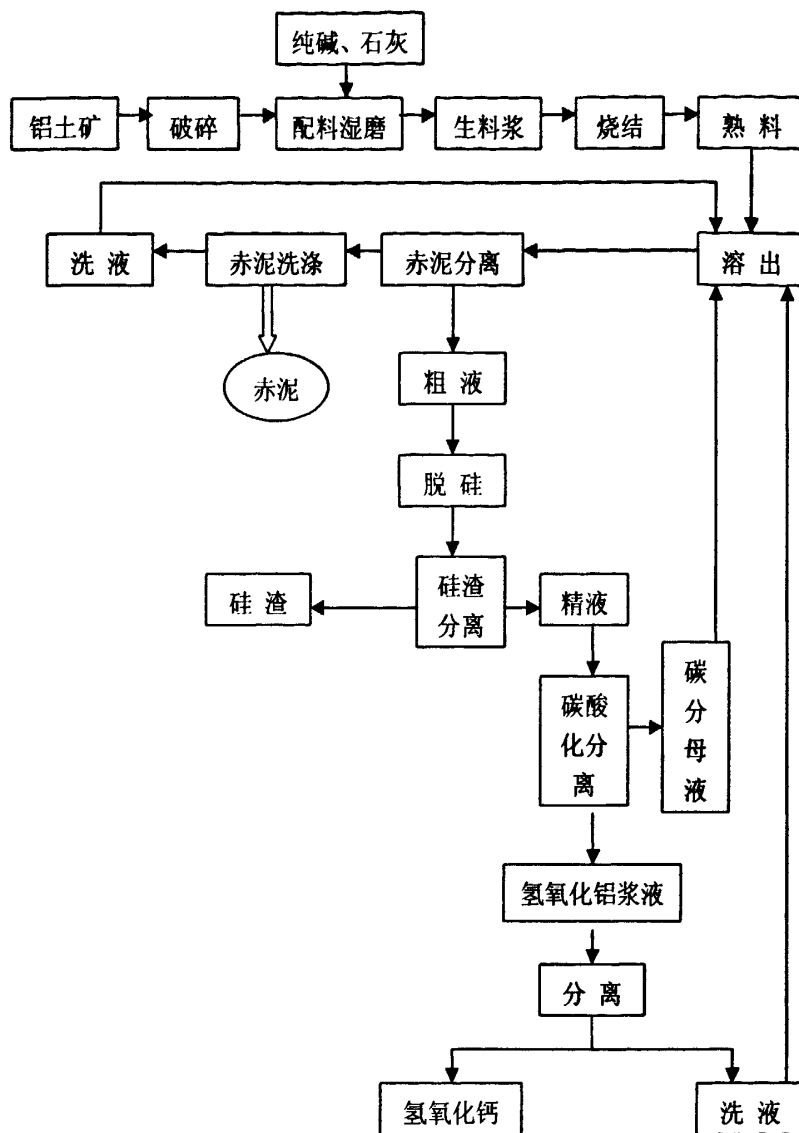 纯碱、石灰
铝土矿
破碎
配料湿磨
生料浆
烧结
熟 料
洗 液
赤泥洗涤
赤泥分离
溶 出
赤泥
粗 液
脱 硅
硅 渣
硅渣
分离
精液
碳酸
化分
离
碳
分
母
液
氢氧化铝浆液
分 离
氢氧化钙
洗 液